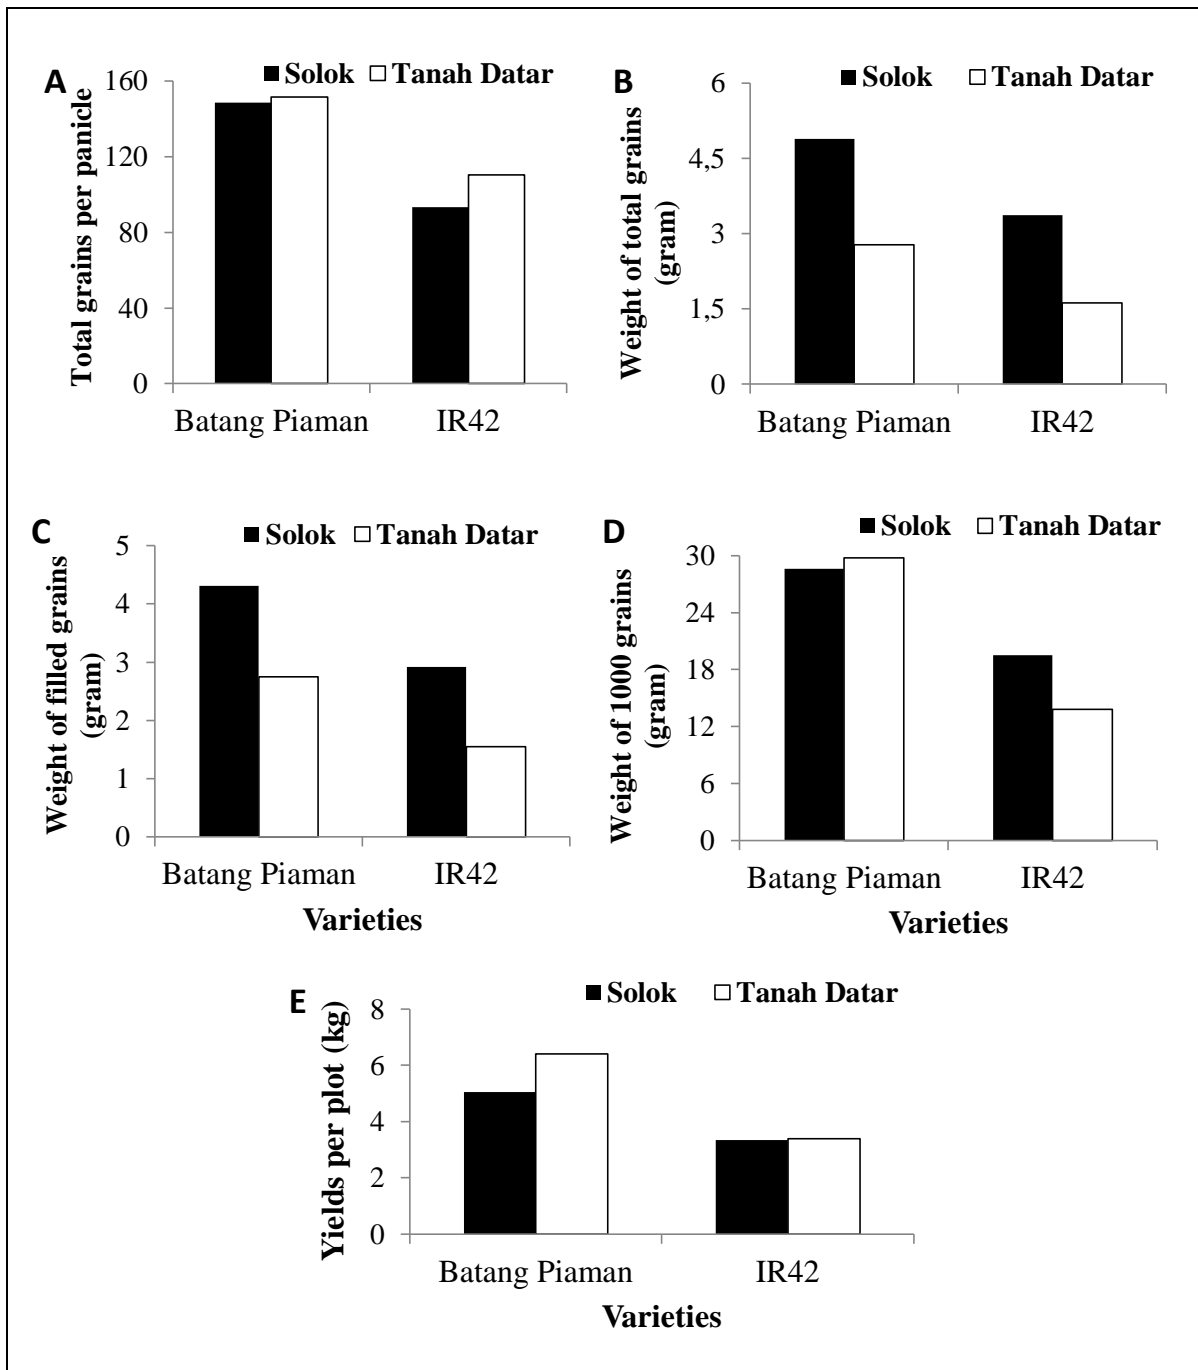 A
Solok Tanah Datar
Total grains per panicle
160
120
80
40
0
Batang Piaman IR42
B
Solok Tanah Datar
Weight of total grains
(gram)
6
4,5
3
1,5
0
Batang Piaman IR42
C
Solok Tanah Datar
Weight of filled grains
(gram)
5
4
3
2
1
0
Batang Piaman IR42
Varieties
D
Solok Tanah Datar
Weight of 1000 grains
(gram)
30
24
18
12
6
0
Batang Piaman IR42
Varieties
E
Solok Tanah Datar
Yields per plot (kg)
8
6
4
2
0
Batang Piaman IR42
Varieties